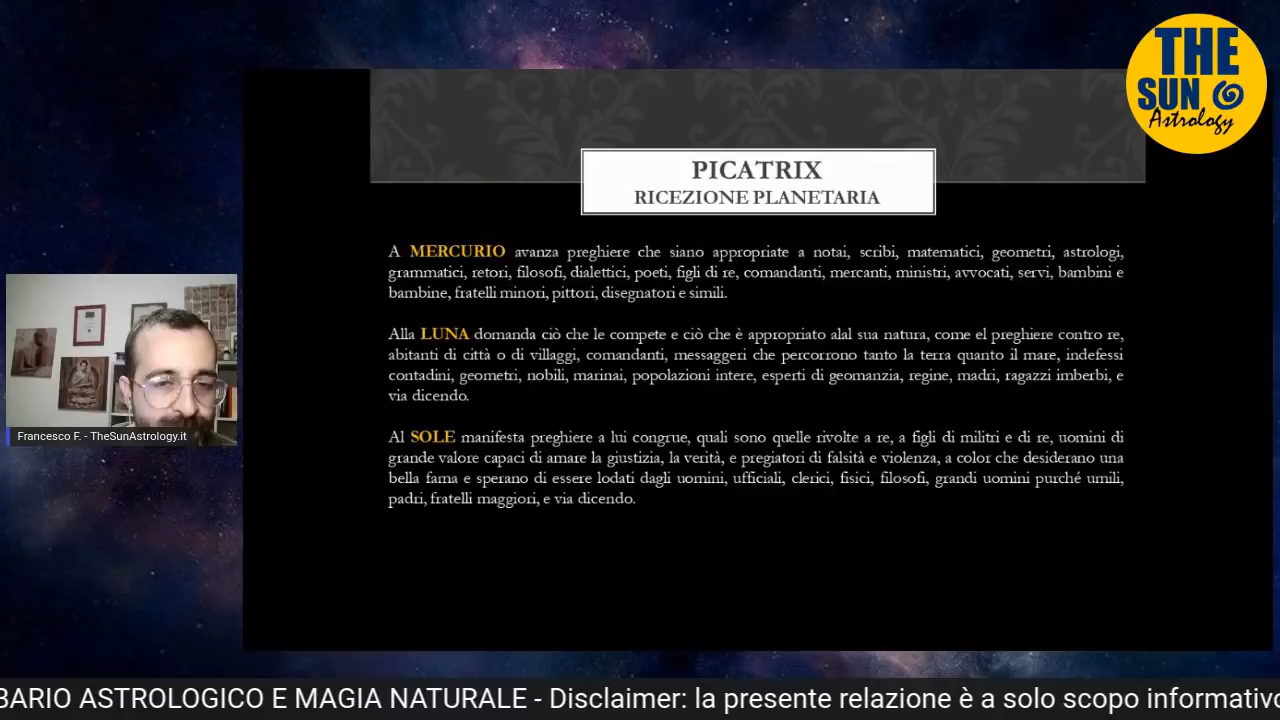 THE
SUN
Astrology
PICATRIX
RICEZIONE PLANETARIA
A MERCURIO avanza preghiere che siano appropriate a notai, scribi, matematici, geometri, astrologi,
grammatici, retori, filosofi, dialettici, poeti, figli di re, comandanti, mercanti, ministri, avvocati, servi, bambini e
bambine, fratelli minori, pittori, disegnatori e simili.
Alla LUNA domanda ciò che le compete e ciò che è appropriato alal sua natura, come el preghiere contro re,
abitanti di città o di villaggi, comandanti, messaggeri che percorrono tanto la terra quanto il mare, indefessi
contadini, geometri, nobili, marinai, popolazioni intere, esperti di geomanzia, regine, madri, ragazzi imberbi, e
via dicendo.
Al SOLE manifesta preghiere a lui congrue, quali sono quelle rivolte a re, a figli di militri e di re, uomini di
grande valore capaci di amare la giustizia, la verità, e pregiatori di falsità e violenza, a color che desiderano una
bella fama e sperano di essere lodati dagli uomini, ufficiali, clerici, fisici, filosofi, grandi uomini purché umili,
padri, fratelli maggiori, e via dicendo.
Francesco F. - TheSunAstrology.it
BARIO ASTROLOGICO E MAGIA NATURALE - Disclaimer: la presente relazione è a solo scopo informativo